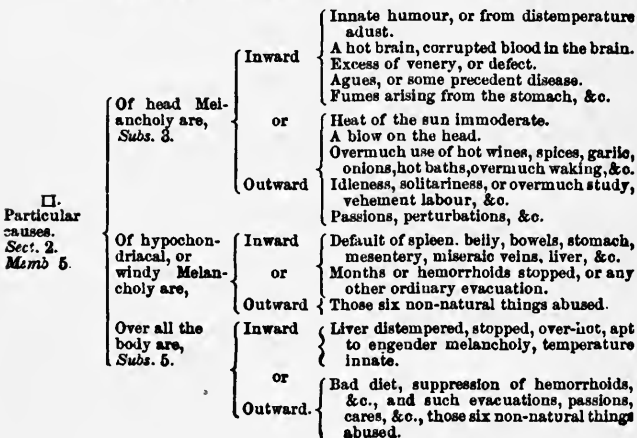 Particular
causes.
Sect. 2.
Memb 5.
Of head Mel-
ancholy are,
Subs. 3.
Inward
Innate humour, or from distemperature
adust.
A hot brain, corrupted blood in the brain.
Excess of venery, or defect.
Agues, or some precedent disease.
Fumes arising from the stomach, &c.
or
Outward
Heat of the sun immoderate.
A blow on the head.
Overmuch use of hot wines, spices, garlic,
onions, hot baths, overmuch waking, &c.
Idleness, solitariness, or overmuch study,
vehement labour, &c.
Passions, perturbations, &c.
Of hypochon-
driacal, or
windy Melan-
choly are,
Inward
Default of spleen. belly, bowels, stomach,
mesentery, miseraic veins, liver, &c.
Months or hemorrhoids stopped, or any
other ordinary evacuation.
or
Outward
Those six non-natural things abused.
Over all the
body are,
Subs. 5.
Inward
Liver distempered, stopped, over-hot, apt
to engender melancholy, temperature
innate.
or
Outward.
Bad diet, suppression of hemorrhoids,
&c., and such evacuations, passions,
cares, &c., those six non-natural things
abused.